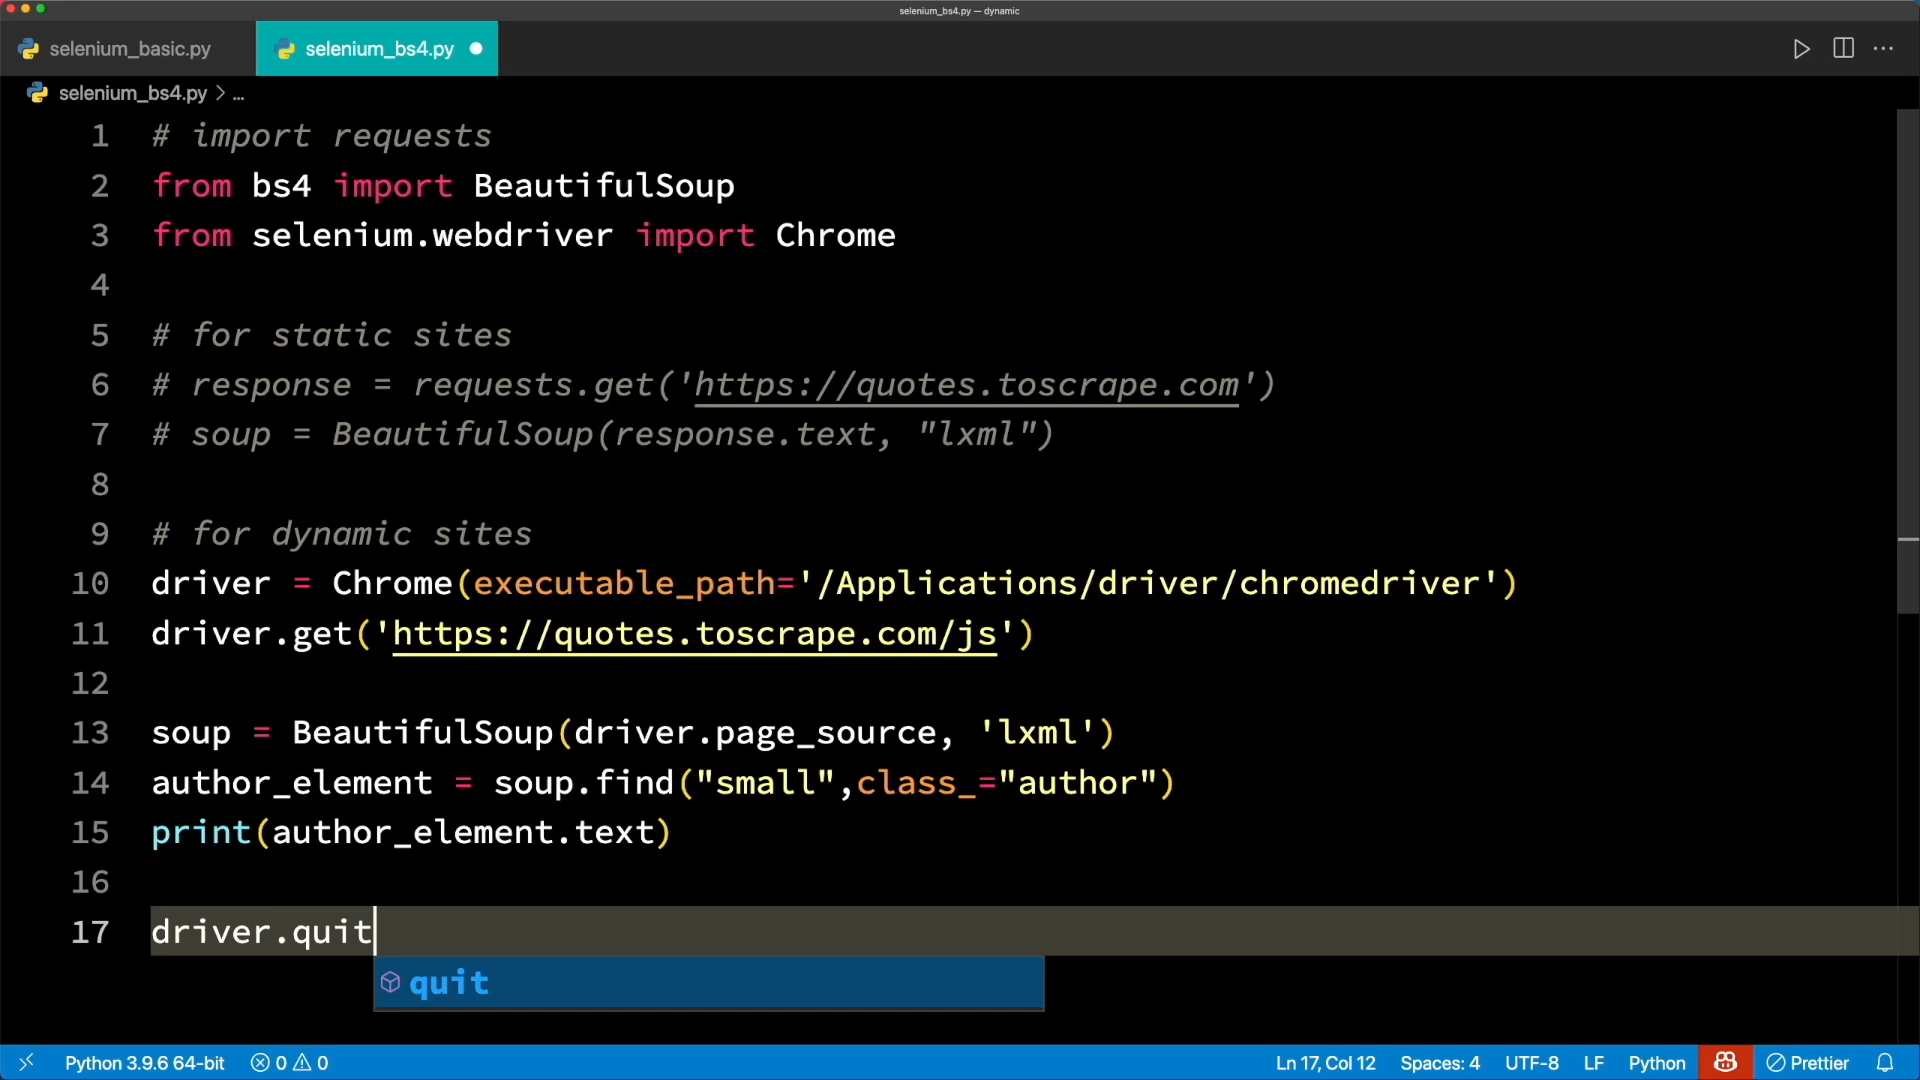 selenium_bs4.py — dynamic
selenium_basic.py
selenium_bs4.py
selenium_bs4.py > ...
1 # import requests
2 from bs4 import BeautifulSoup
3 from selenium.webdriver import Chrome
4
5 # for static sites
6 # response = requests.get('https://quotes.toscrape.com')
7 # soup = BeautifulSoup(response.text, "lxml")
8
9 # for dynamic sites
10 driver = Chrome(executable_path='/Applications/driver/chromedriver')
11 driver.get('https://quotes.toscrape.com/js')
12
13 soup = BeautifulSoup(driver.page_source, 'lxml')
14 author_element = soup.find("small",class_="author")
15 print(author_element.text)
16
17 driver.quit
quit
Python 3.9.6 64-bit 0 0 Ln 17, Col 12 Spaces: 4 UTF-8 LF Python Prettier